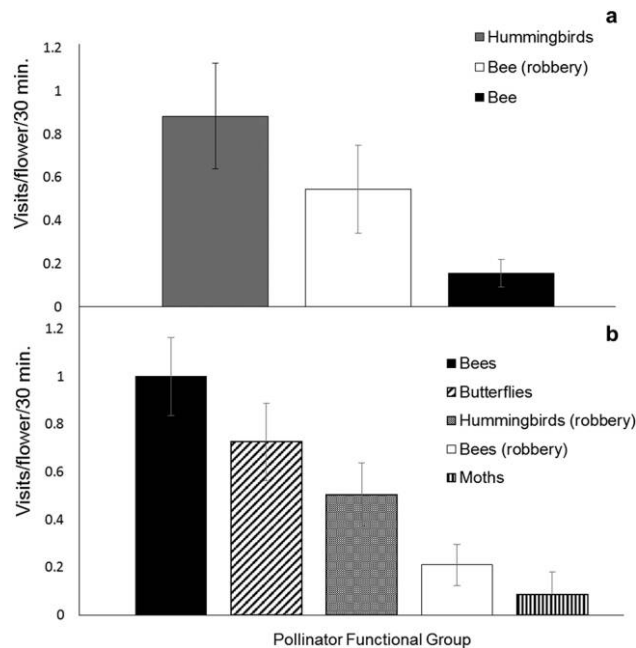 a
Hummingbirds
Bee (robbery)
Bee
Visits/flower/30 min.
1.2
1
0.8
0.6
0.4
0.2
0
b
Bees
Butterflies
Hummingbirds (robbery)
Bees (robbery)
Moths
Visits/flower/30 min.
1.2
1
0.8
0.6
0.4
0.2
0
Pollinator Functional Group